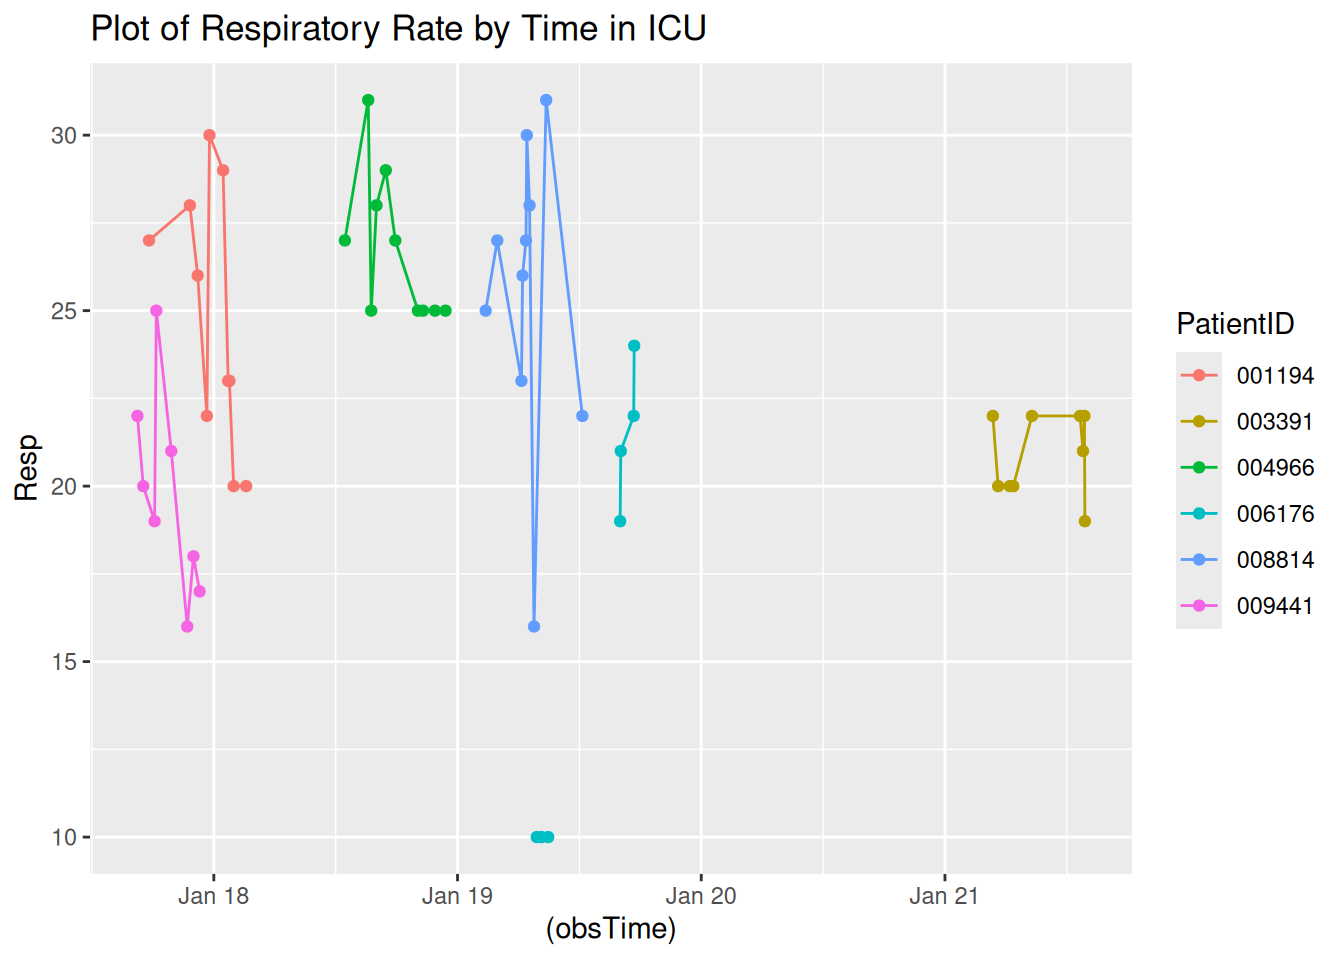 Plot of Respiratory Rate by Time in ICU
Resp
30
25
20
15
10
Jan 18
Jan 19
Jan 20
Jan 21
(obsTime)
PatientID
001194
003391
004966
006176
008814
009441